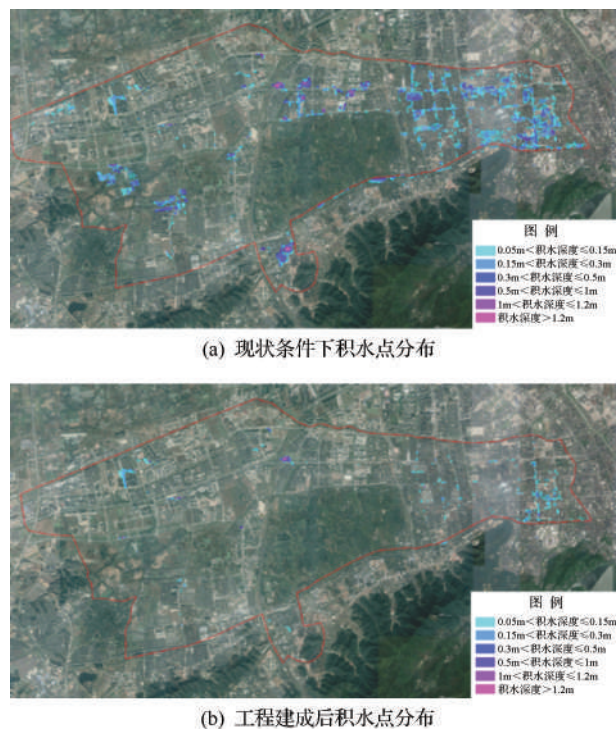 图 例
0.05m<积水深度≤0.15m
0.15m<积水深度≤0.3m
0.3m<积水深度≤0.5m
0.5m<积水深度≤1m
1m<积水深度≤1.2m
积水深度>1.2m
(a) 现状条件下积水点分布
图 例
0.05m<积水深度≤0.15m
0.15m<积水深度≤0.3m
0.3m<积水深度≤0.5m
0.5m<积水深度≤1m
1m<积水深度≤1.2m
积水深度>1.2m
(b) 工程建成后积水点分布